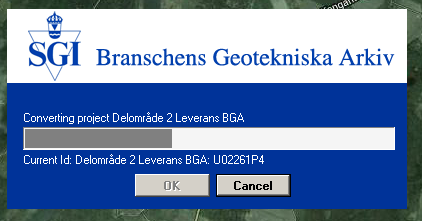 SGI
Branschens Geotekniska Arkiv
Converting project Delområde 2 Leverans BGA
Current Id: Delområde 2 Leverans BGA: U02261P4
OK
Cancel